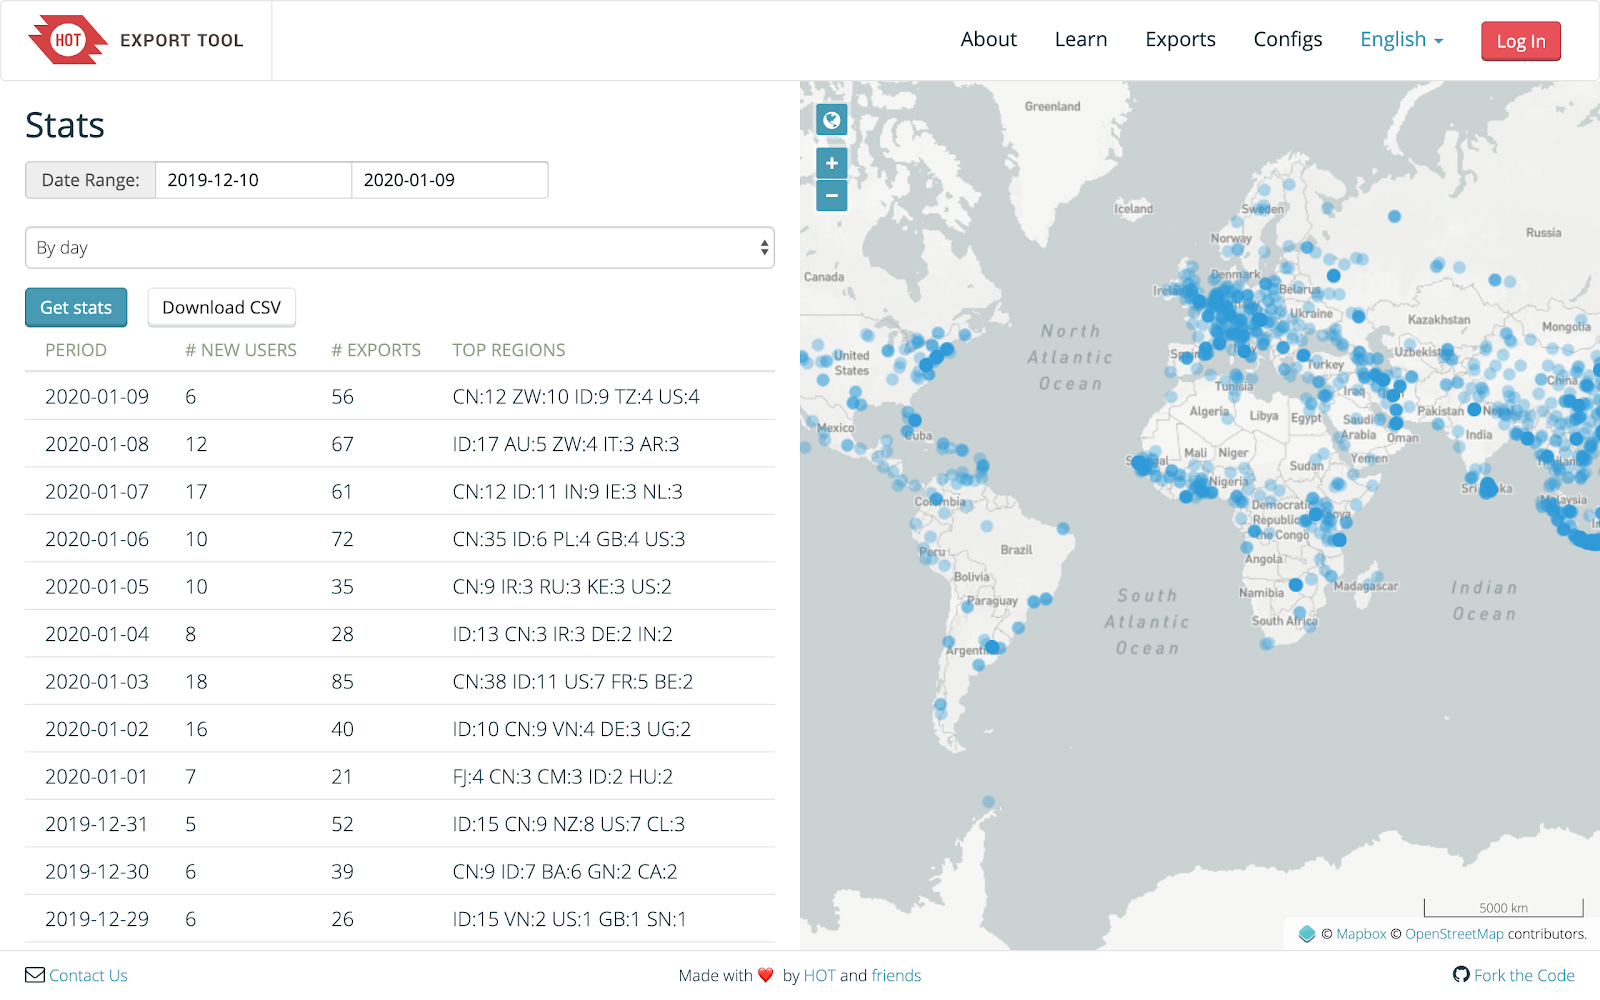 HOT EXPORT TOOL
About Learn Exports Configs English Log In
Stats
Date Range: 2019-12-10 2020-01-09
By day
Get stats Download CSV
PERIOD # NEW USERS # EXPORTS TOP REGIONS
2020-01-09 6 56 CN:12 ZW:10 ID:9 TZ:4 US:4
2020-01-08 12 67 ID:17 AU:5 ZW:4 IT:3 AR:3
2020-01-07 17 61 CN:12 ID:11 IN:9 IE:3 NL:3
2020-01-06 10 72 CN:35 ID:6 PL:4 GB:4 US:3
2020-01-05 10 35 CN:9 IR:3 RU:3 KE:3 US:2
2020-01-04 8 28 ID:13 CN:3 IR:3 DE:2 IN:2
2020-01-03 18 85 CN:38 ID:11 US:7 FR:5 BE:2
2020-01-02 16 40 ID:10 CN:9 VN:4 DE:3 UG:2
2020-01-01 7 21 FJ:4 CN:3 CM:3 ID:2 HU:2
2019-12-31 5 52 ID:15 CN:9 NZ:8 US:7 CL:3
2019-12-30 6 39 CN:9 ID:7 BA:6 GN:2 CA:2
2019-12-29 6 26 ID:15 VN:2 US:1 GB:1 SN:1
Greenland
Iceland
Sweden
Russia
Norway
Canada
Denmark
Belarus
Ukraine
Kazakhstan
Mongolia
North
Atlantic
Ocean
United
States
Uzbekistan
Turkey
China
Tunisia
Iraq
Algeria Libya Egypt
Saudi
Arabia
Pakistan Nepal
Oman
India
Mexico
Cuba
Mali Niger
Sudan
Yemen
Nigeria
Malaysia
Colombia
Democratic
Republic
the Congo
Peru
Brazil
Angola
Bolivia
Madagascar
Namibia
Paraguay
South Africa
South
Atlantic
Ocean
Indian
Ocean
5000 km
© Mapbox © OpenStreetMap contributors.
Contact Us
Made with ❤️ by HOT and friends
Fork the Code